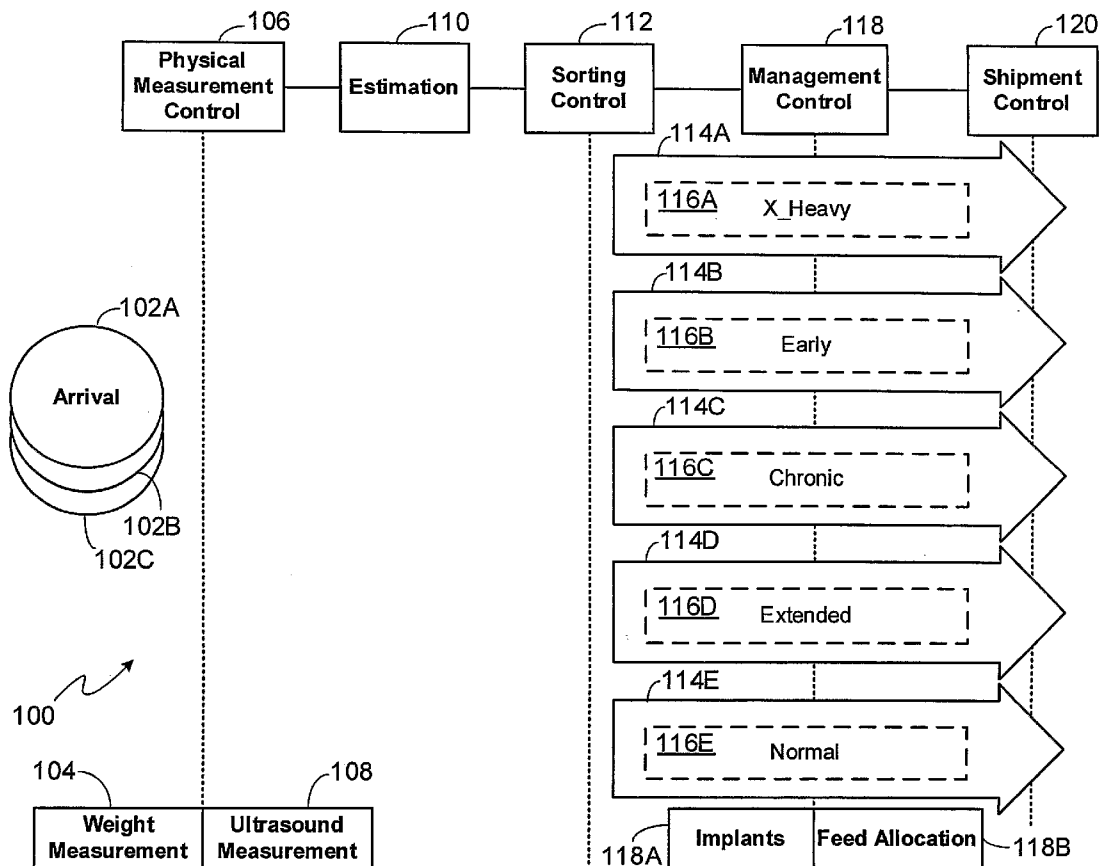 106
110
112
118
120
Physical
Measurement
Control
Estimation
Sorting
Control
Management
Control
Shipment
Control
114A
116A X_Heavy
114B
116B Early
102A
Arrival
102B
102C
114C
116C Chronic
114D
116D Extended
100
114E
116E Normal
104
108
Weight
Measurement
Ultrasound
Measurement
118A
Implants
Feed Allocation
118B